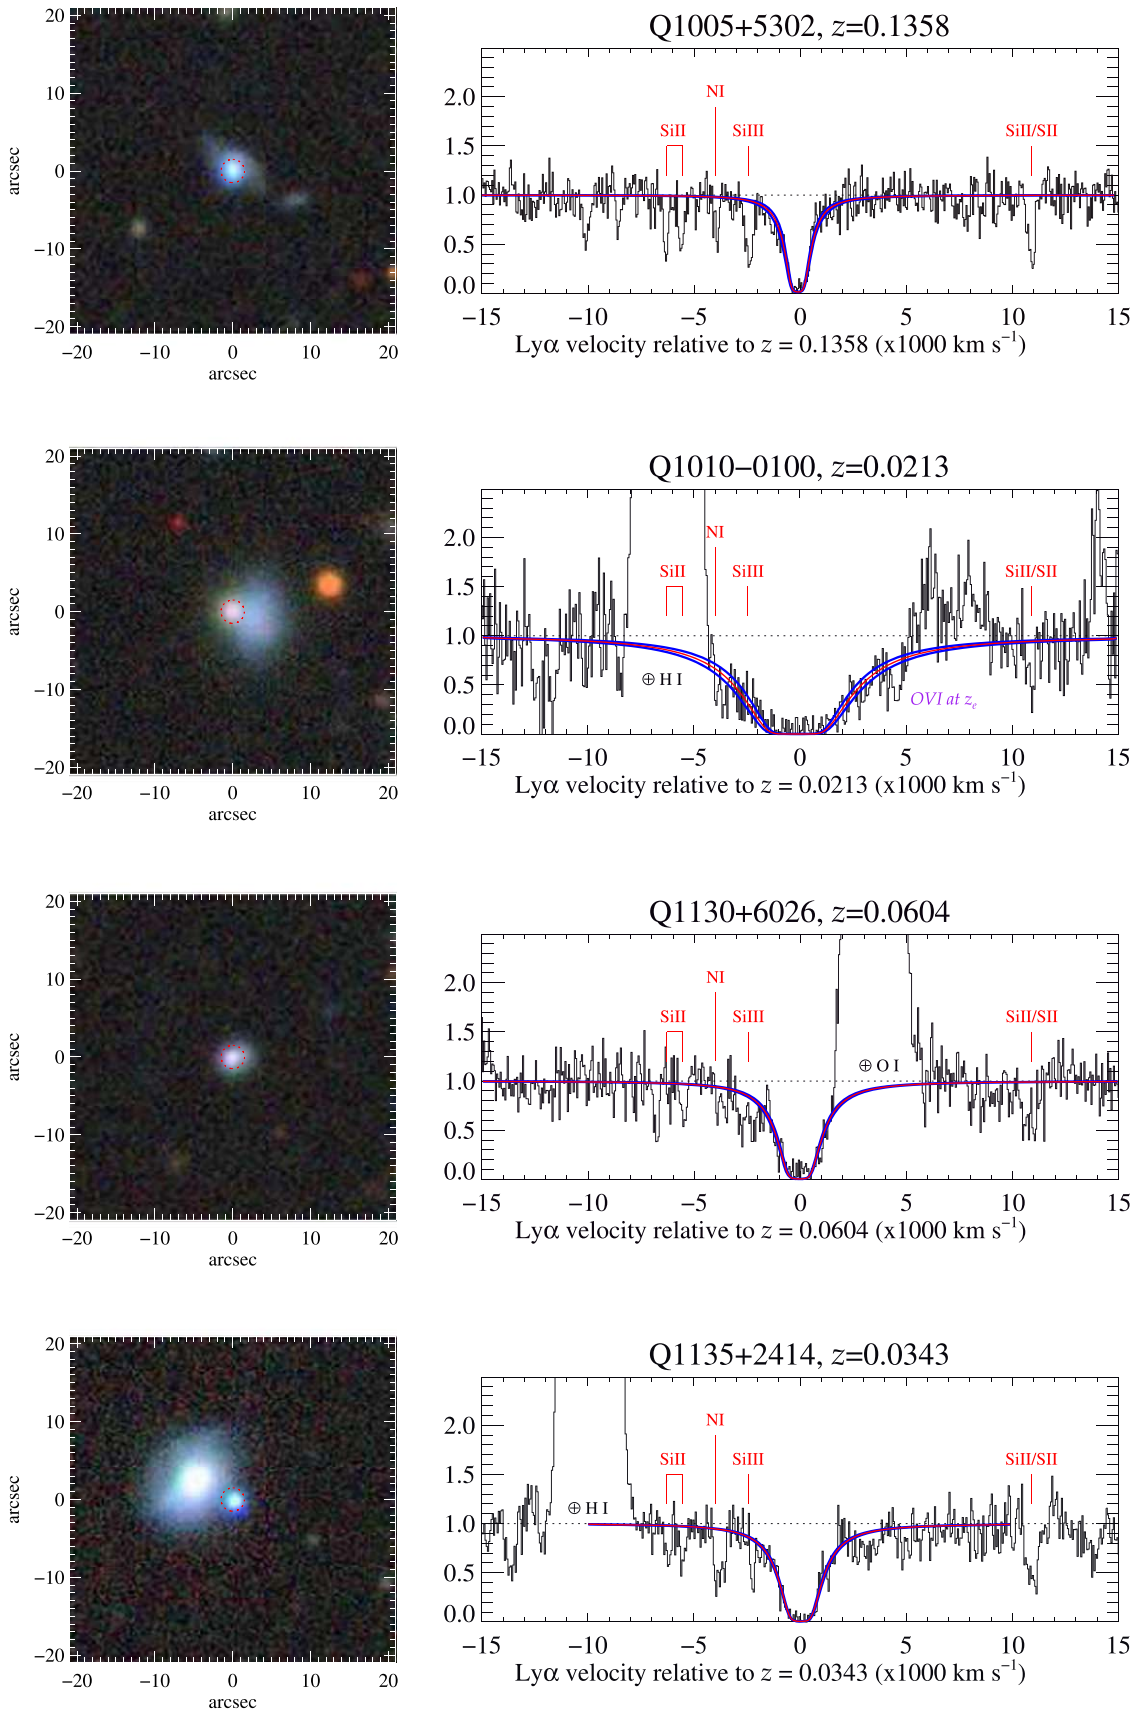 Q1005+5302, z=0.1358
20
10
0
−10
−20
arcsec
−20 −10 0 10 20
arcsec
2.0
1.5
1.0
0.5
0.0
SiII
NI
SiIII
SiII/SII
−15 −10 −5 0 5 10 15
Lyα velocity relative to z = 0.1358 (x1000 km s⁻¹)
Q1010−0100, z=0.0213
20
10
0
−10
−20
arcsec
−20 −10 0 10 20
arcsec
2.0
1.5
1.0
0.5
0.0
SiII
NI
SiIII
SiII/SII
⊕ H I
OVI at zₑ
−15 −10 −5 0 5 10 15
Lyα velocity relative to z = 0.0213 (x1000 km s⁻¹)
Q1130+6026, z=0.0604
20
10
0
−10
−20
arcsec
−20 −10 0 10 20
arcsec
2.0
1.5
1.0
0.5
0.0
SiII
NI
SiIII
SiII/SII
⊕ O I
−15 −10 −5 0 5 10 15
Lyα velocity relative to z = 0.0604 (x1000 km s⁻¹)
Q1135+2414, z=0.0343
20
10
0
−10
−20
arcsec
−20 −10 0 10 20
arcsec
2.0
1.5
1.0
0.5
0.0
SiII
NI
SiIII
SiII/SII
⊕ H I
−15 −10 −5 0 5 10 15
Lyα velocity relative to z = 0.0343 (x1000 km s⁻¹)